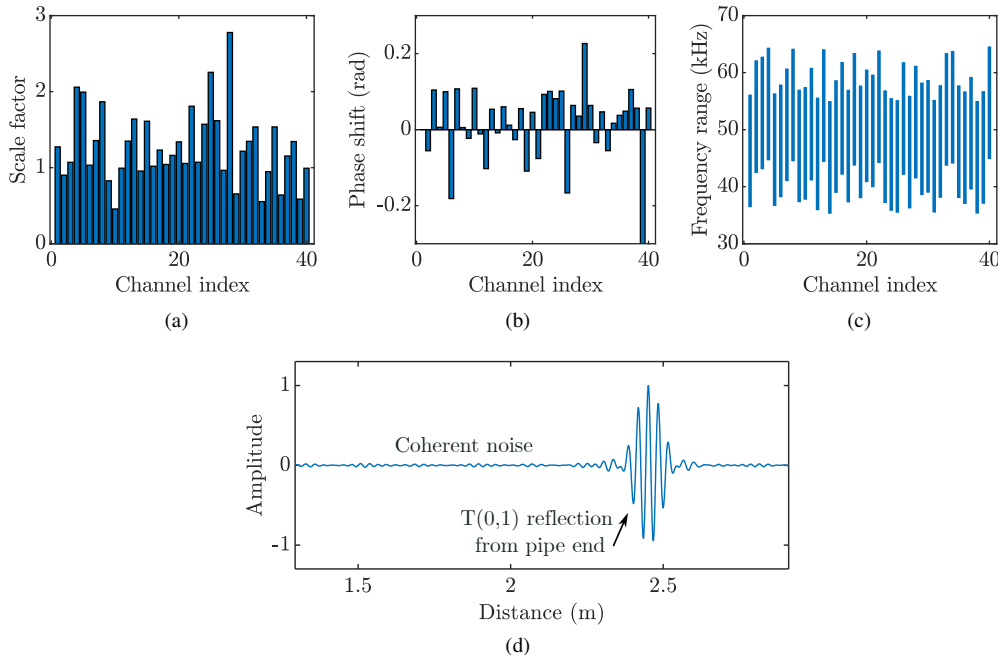 3
2
1
0
Scale factor
0
20
40
Channel index
(a)
0.2
0
-0.2
Phase shift (rad)
0
20
40
Channel index
(b)
70
60
50
40
30
Frequency range (kHz)
0
20
40
Channel index
(c)
1
0
-1
Amplitude
Coherent noise
T(0,1) reflection
from pipe end
1.5
2
2.5
Distance (m)
(d)